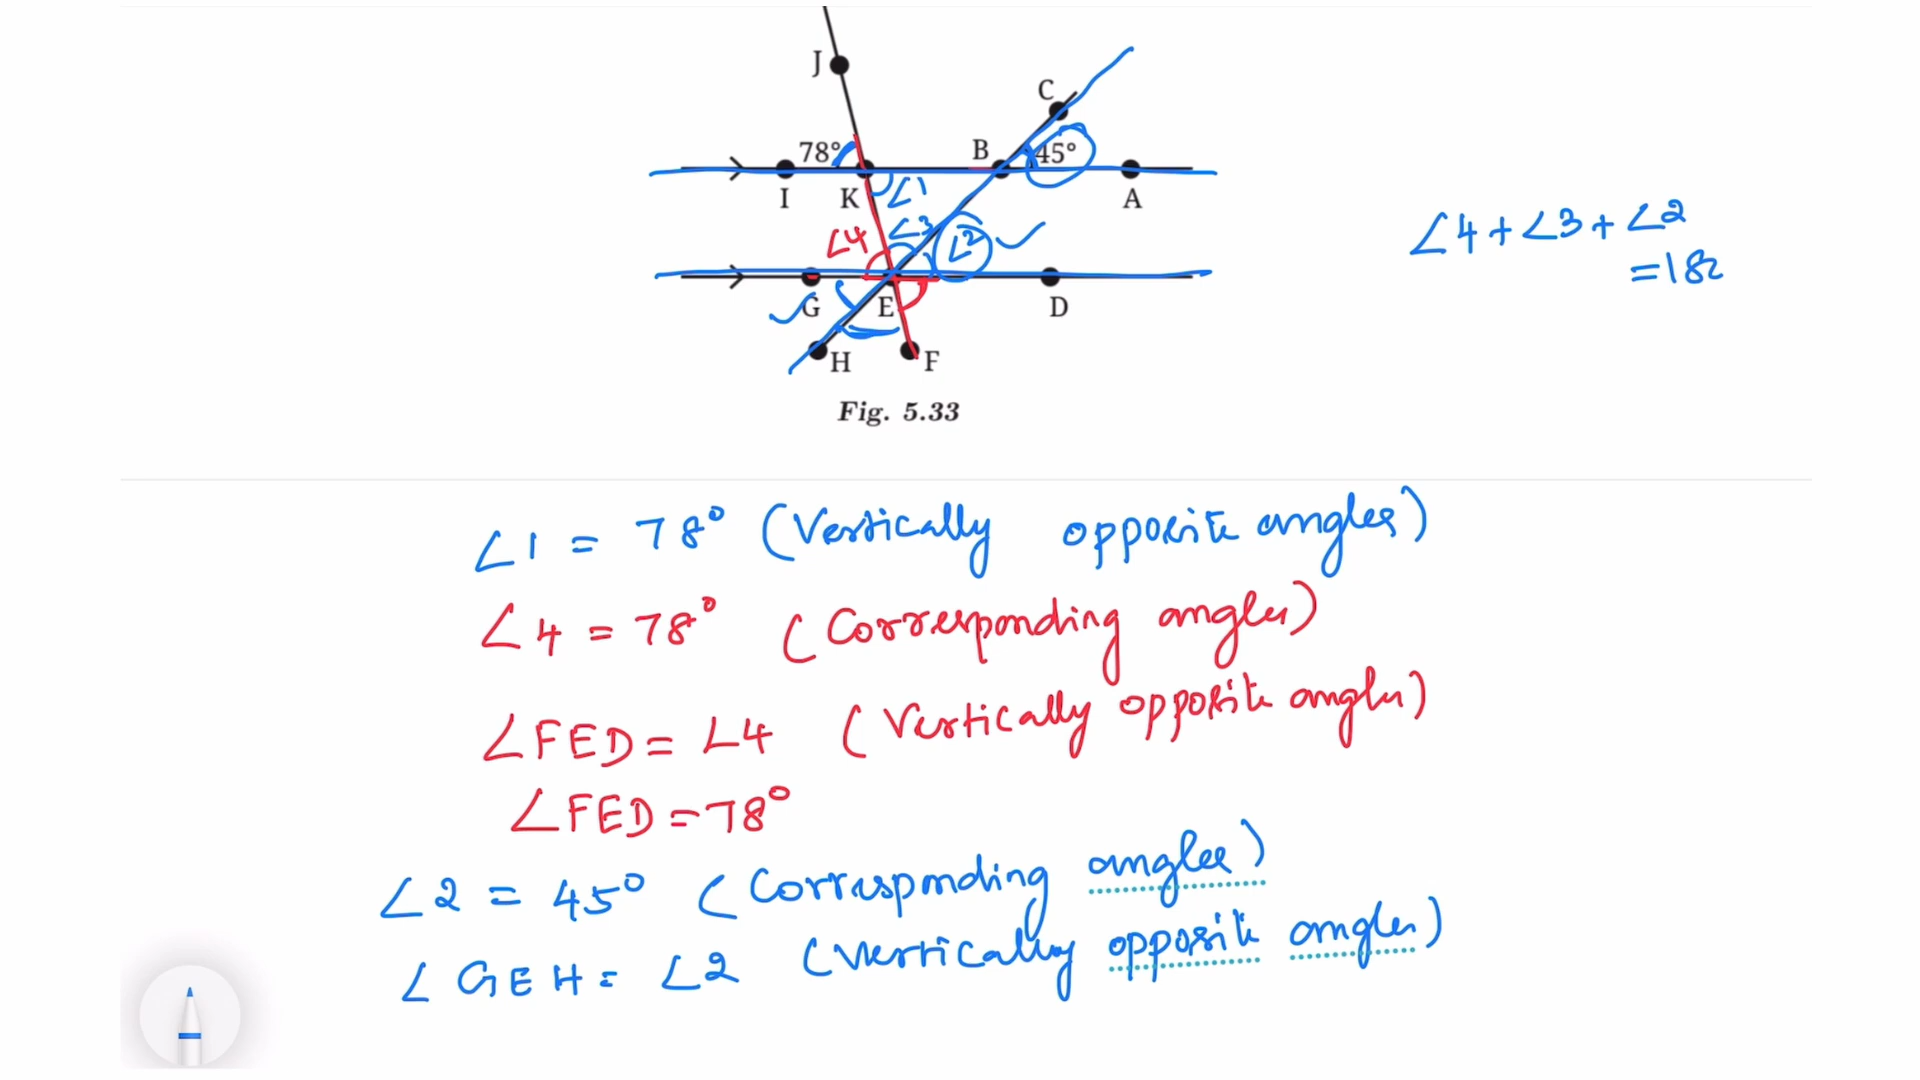 J
C
78°
B
45°
I
K
∠1
A
∠4
∠3
∠2
G
E
D
H
F
Fig. 5.33
∠4+∠3+∠2
=18
∠1 = 78° (Vertically opposite angles)
∠4 = 78° (Corresponding angles)
∠FED = ∠4 (Vertically opposite angles)
∠FED = 78°
∠2 = 45° (Corresponding angles)
∠GEH = ∠2 (Vertically opposite angles)